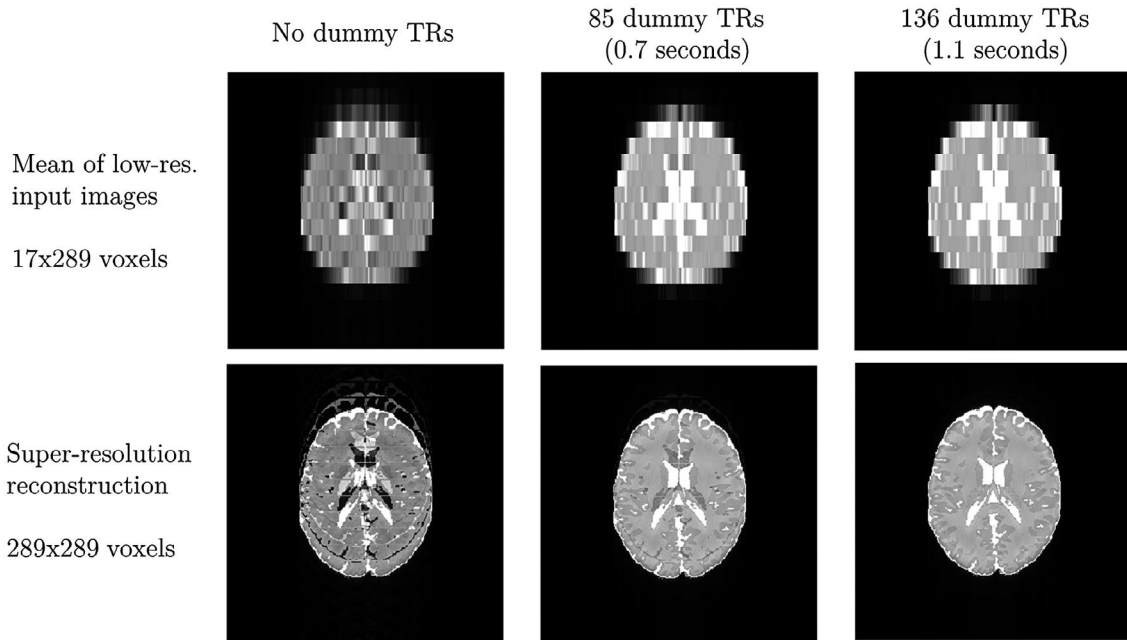 No dummy TRs
85 dummy TRs
(0.7 seconds)
136 dummy TRs
(1.1 seconds)
Mean of low-res.
input images
17x289 voxels
Super-resolution
reconstruction
289x289 voxels